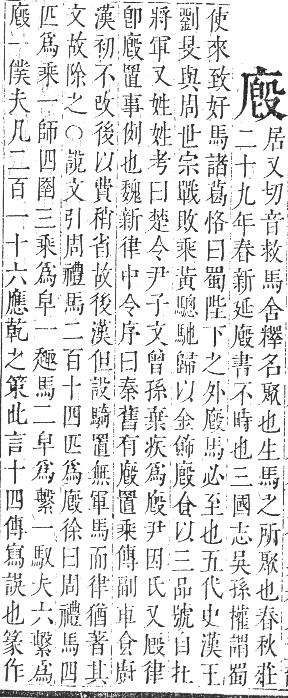 廏居又切音救馬舍釋名聚也生馬之所聚也春秋莊
二十九年春新延廏書不時也三國志吳孫權謂蜀
使來致好馬諸葛恪曰蜀陛下之外廏馬必至也五代史漢王
劉旻與周世宗戰敗乘黃驄馳歸以金飾廏食以三品號自在
將軍又姓姓考曰楚令尹子文曾孫棄疾爲廏尹因氏又廏律
卽廏置事例也魏新律中令序曰秦舊有廏置乘傳副車食廚
漢初不改後以費稍省故後漢但設騎置無軍馬而律猶著其
文故除之○說文引周禮馬二百十四匹爲廏徐曰周禮馬四
匹爲乘一師四圉三乘爲皁一趣馬二皁爲繫一馭夫六繫爲
廏一僕夫凡二百一十六應乾之策此言十四傳寫誤也篆作